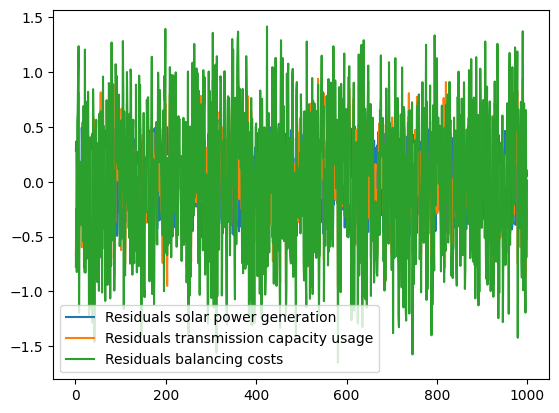 1.5
1.0
0.5
0.0
−0.5
−1.0
−1.5
Residuals solar power generation
Residuals transmission capacity usage
Residuals balancing costs
0 200 400 600 800 1000